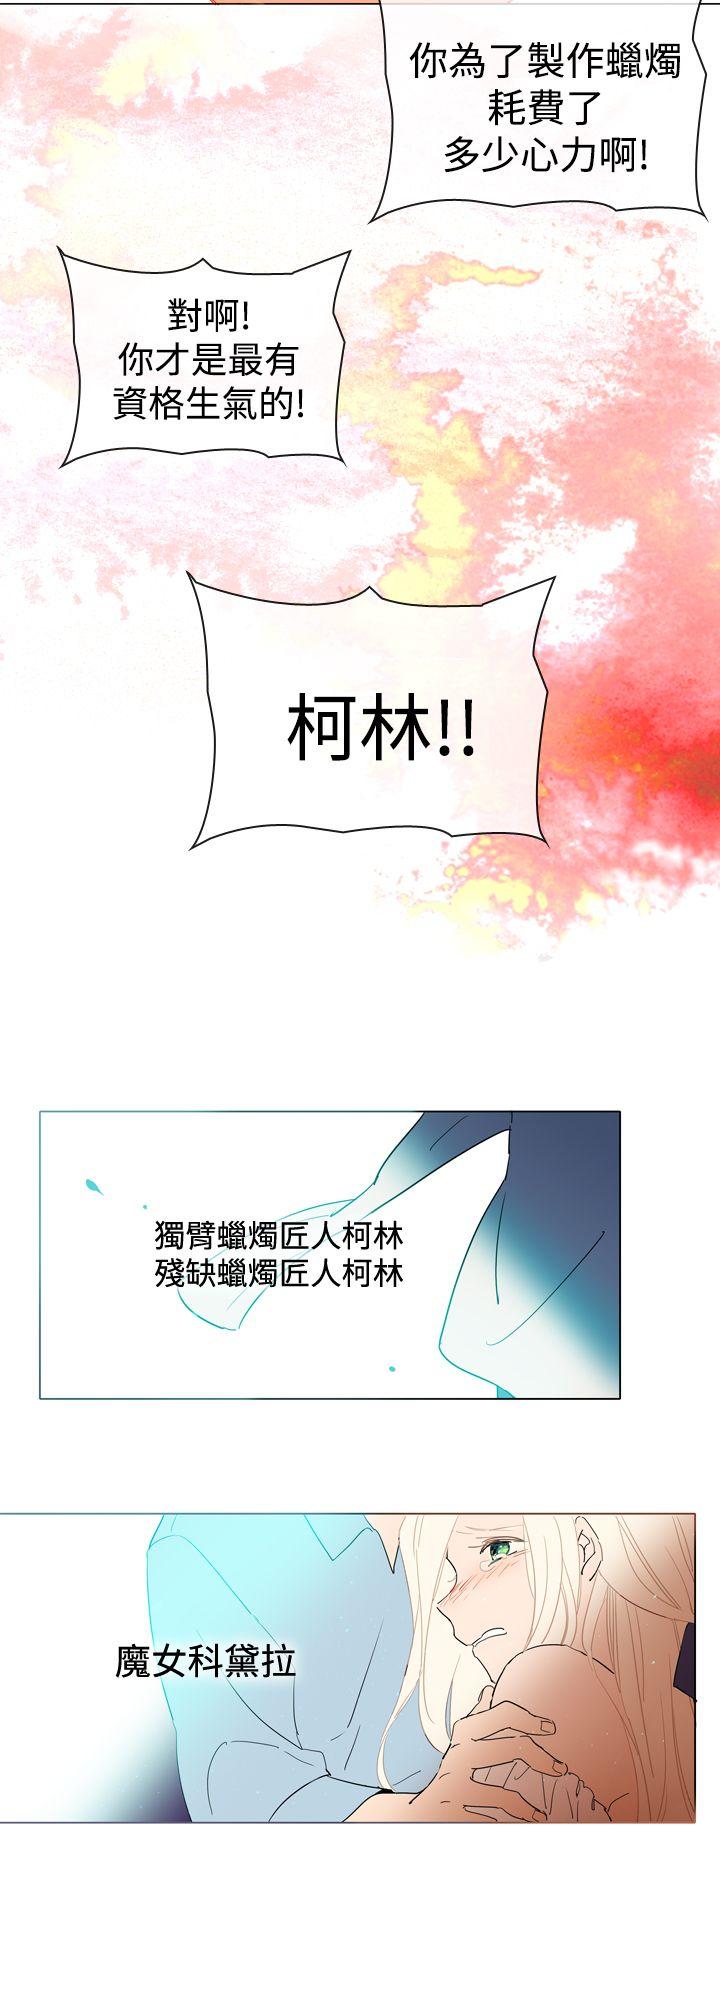 你為了製作蠟燭
耗費了
多少心力啊!
對啊!
你才是最有
資格生氣的!
柯林!!
獨臂蠟燭匠人柯林
殘缺蠟燭匠人柯林
魔女科黛拉